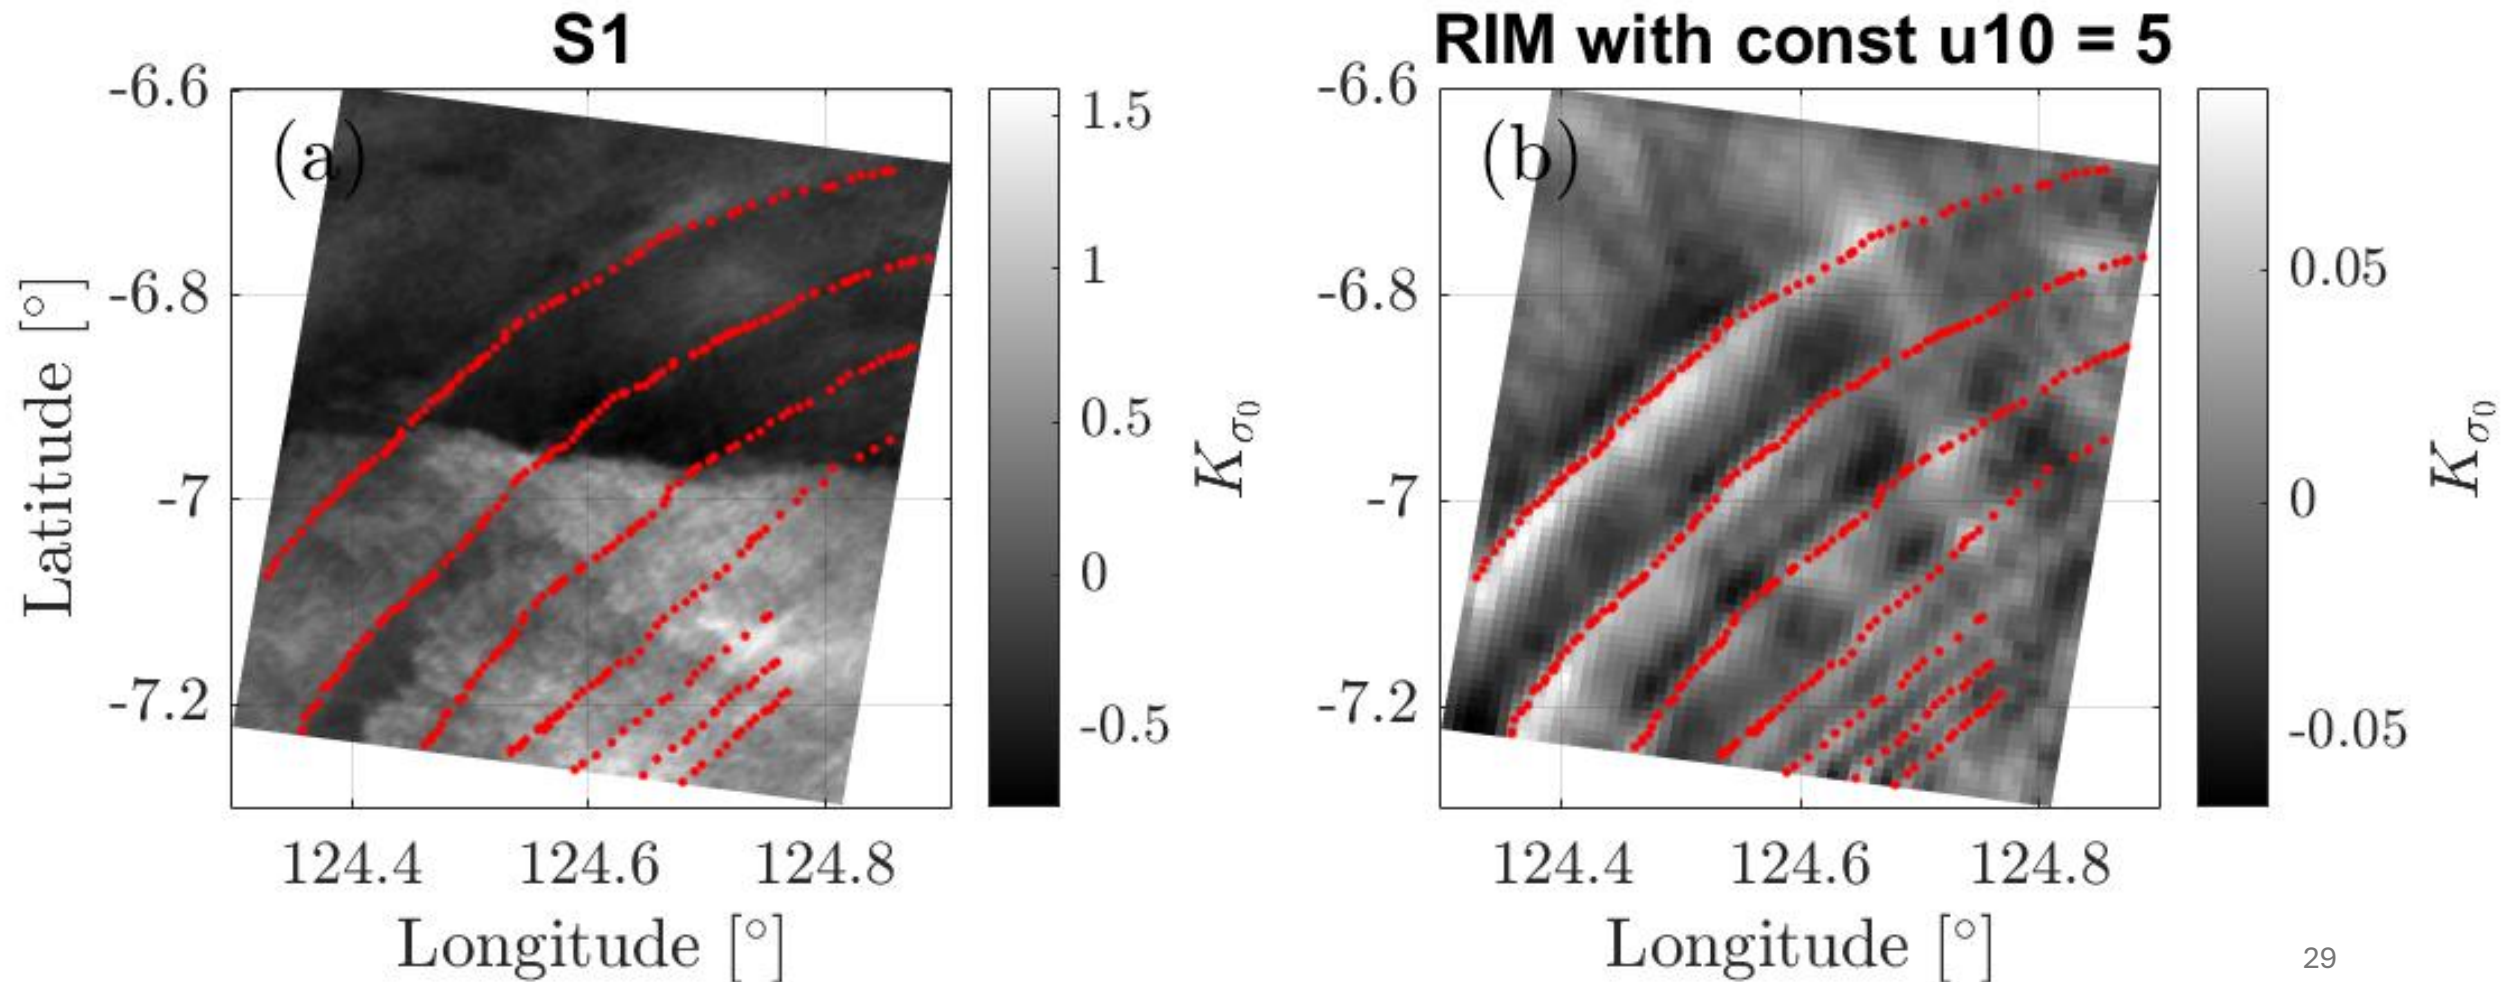 S1
RIM with const u10 = 5
(a)
-6.6
-6.8
-7
-7.2
Latitude [°]
124.4 124.6 124.8
Longitude [°]
1.5
1
0.5
0
-0.5
Kσ0
(b)
-6.6
-6.8
-7
-7.2
124.4 124.6 124.8
Longitude [°]
0.05
0
-0.05
Kσ0
29